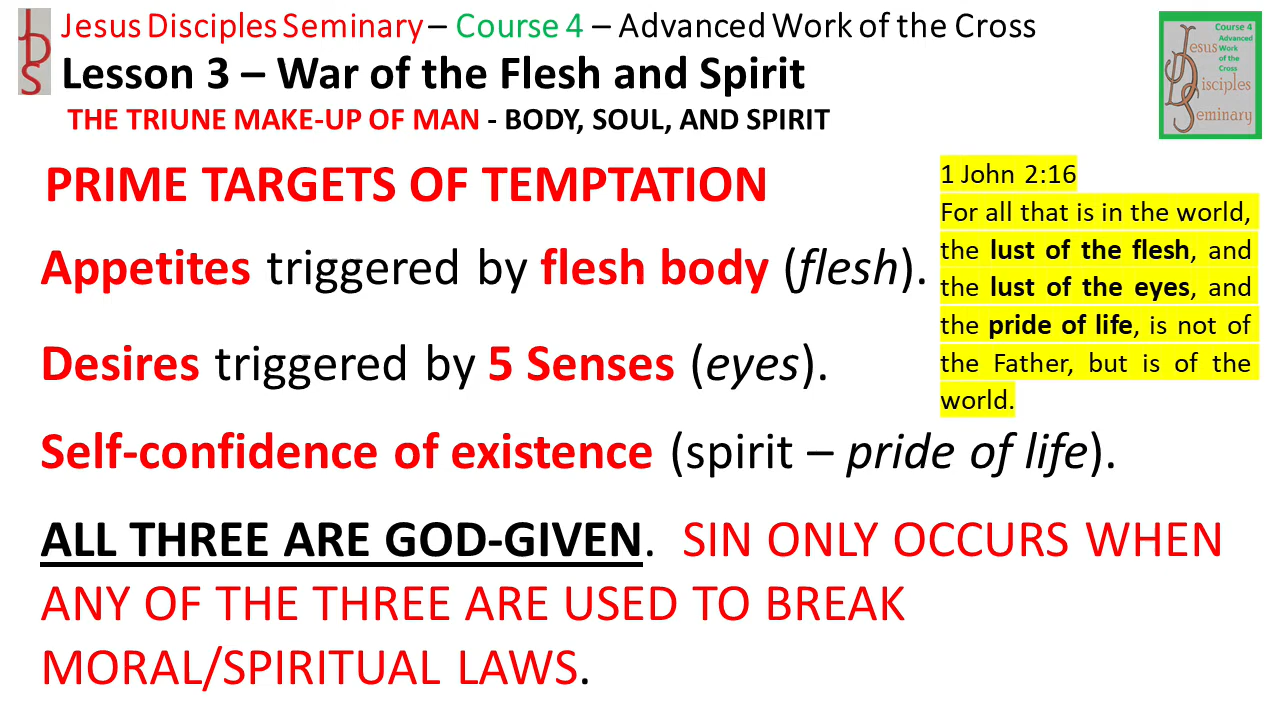 JDS
Jesus Disciples Seminary – Course 4 – Advanced Work of the Cross
Lesson 3 – War of the Flesh and Spirit
THE TRIUNE MAKE-UP OF MAN - BODY, SOUL, AND SPIRIT
Course 4
Advanced
Work
of the
Cross
Jesus
Disciples
Seminary
PRIME TARGETS OF TEMPTATION
Appetites triggered by flesh body (flesh).
Desires triggered by 5 Senses (eyes).
Self-confidence of existence (spirit – pride of life).
ALL THREE ARE GOD-GIVEN. SIN ONLY OCCURS WHEN
ANY OF THE THREE ARE USED TO BREAK
MORAL/SPIRITUAL LAWS.
1 John 2:16
For all that is in the world,
the lust of the flesh, and
the lust of the eyes, and
the pride of life, is not of
the Father, but is of the
world.